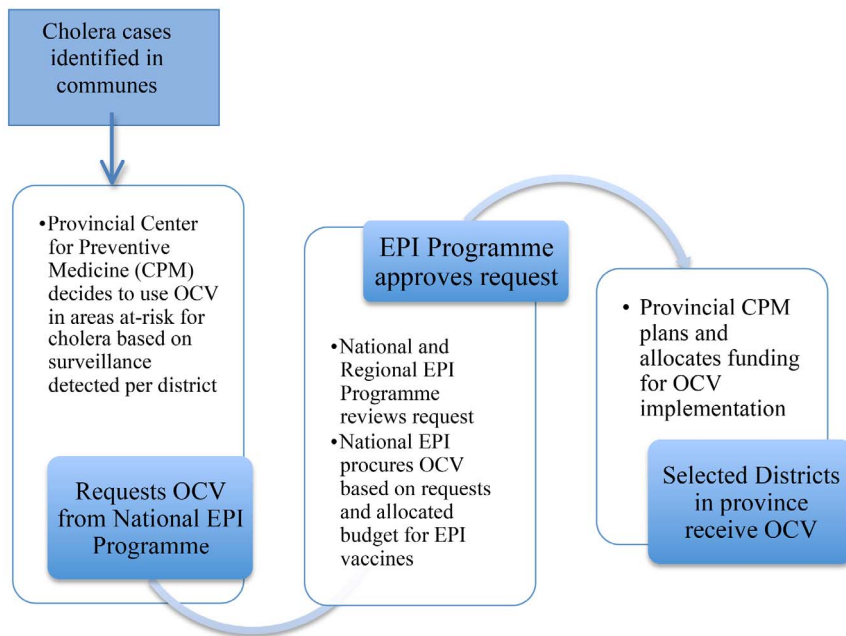 Cholera cases
identified in
communes
•Provincial Center
for Preventive
Medicine (CPM)
decides to use OCV
in areas at-risk for
cholera based on
surveillance
detected per district
Requests OCV
from National EPI
Programme
EPI Programme
approves request
•National and
Regional EPI
Programme
reviews request
•National EPI
procures OCV
based on requests
and allocated
budget for EPI
vaccines
• Provincial CPM
plans and
allocates funding
for OCV
implementation
Selected Districts
in province
receive OCV